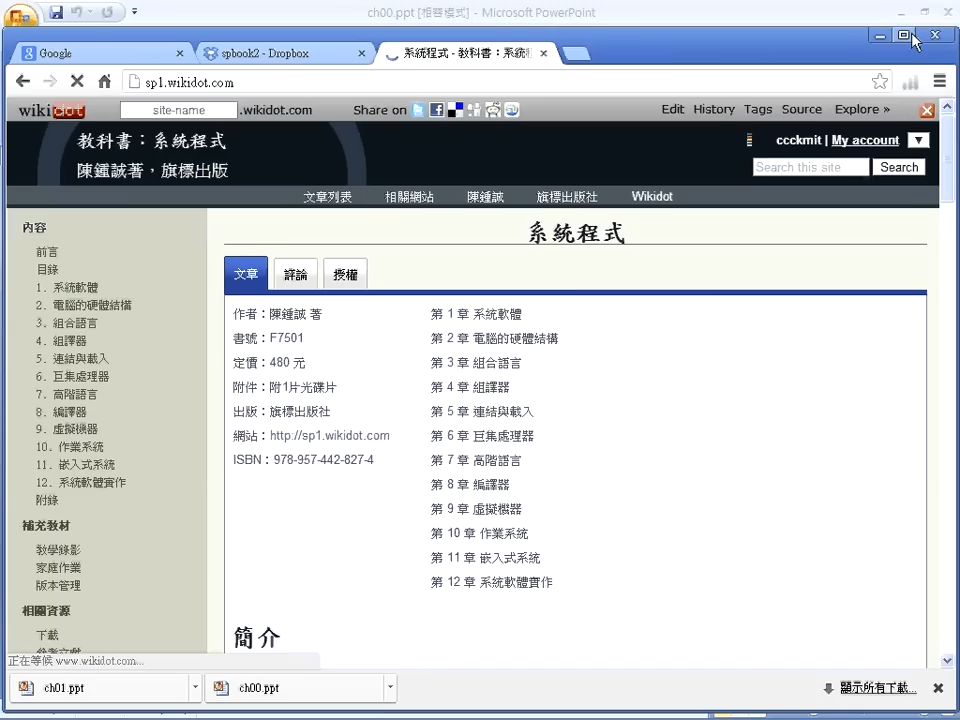 ch00.ppt [相容模式] - Microsoft PowerPoint
Google
spbook2 - Dropbox
系統程式 - 教科書：系統
sp1.wikidot.com
wikidot
site-name
.wikidot.com
Share on
Edit
History
Tags
Source
Explore »
教科書：系統程式
陳鍾誠著，旗標出版
ccckmit | My account
Search this site
Search
文章列表
相關網站
陳鍾誠
旗標出版社
Wikidot
內容
前言
目錄
1. 系統軟體
2. 電腦的硬體結構
3. 組合語言
4. 組譯器
5. 連結與載入
6. 巨集處理器
7. 高階語言
8. 編譯器
9. 虛擬機器
10. 作業系統
11. 嵌入式系統
12. 系統軟體實作
附錄
補充教材
教學錄影
家庭作業
版本管理
相關資源
下載
系統程式
文章
評論
授權
作者：陳鍾誠 著
書號：F7501
定價：480 元
附件：附1片光碟片
出版：旗標出版社
網站：http://sp1.wikidot.com
ISBN：978-957-442-827-4
第 1 章 系統軟體
第 2 章 電腦的硬體結構
第 3 章 組合語言
第 4 章 組譯器
第 5 章 連結與載入
第 6 章 巨集處理器
第 7 章 高階語言
第 8 章 編譯器
第 9 章 虛擬機器
第 10 章 作業系統
第 11 章 嵌入式系統
第 12 章 系統軟體實作
簡介
正在等候 www.wikidot.com...
ch01.ppt
ch00.ppt
顯示所有下載...